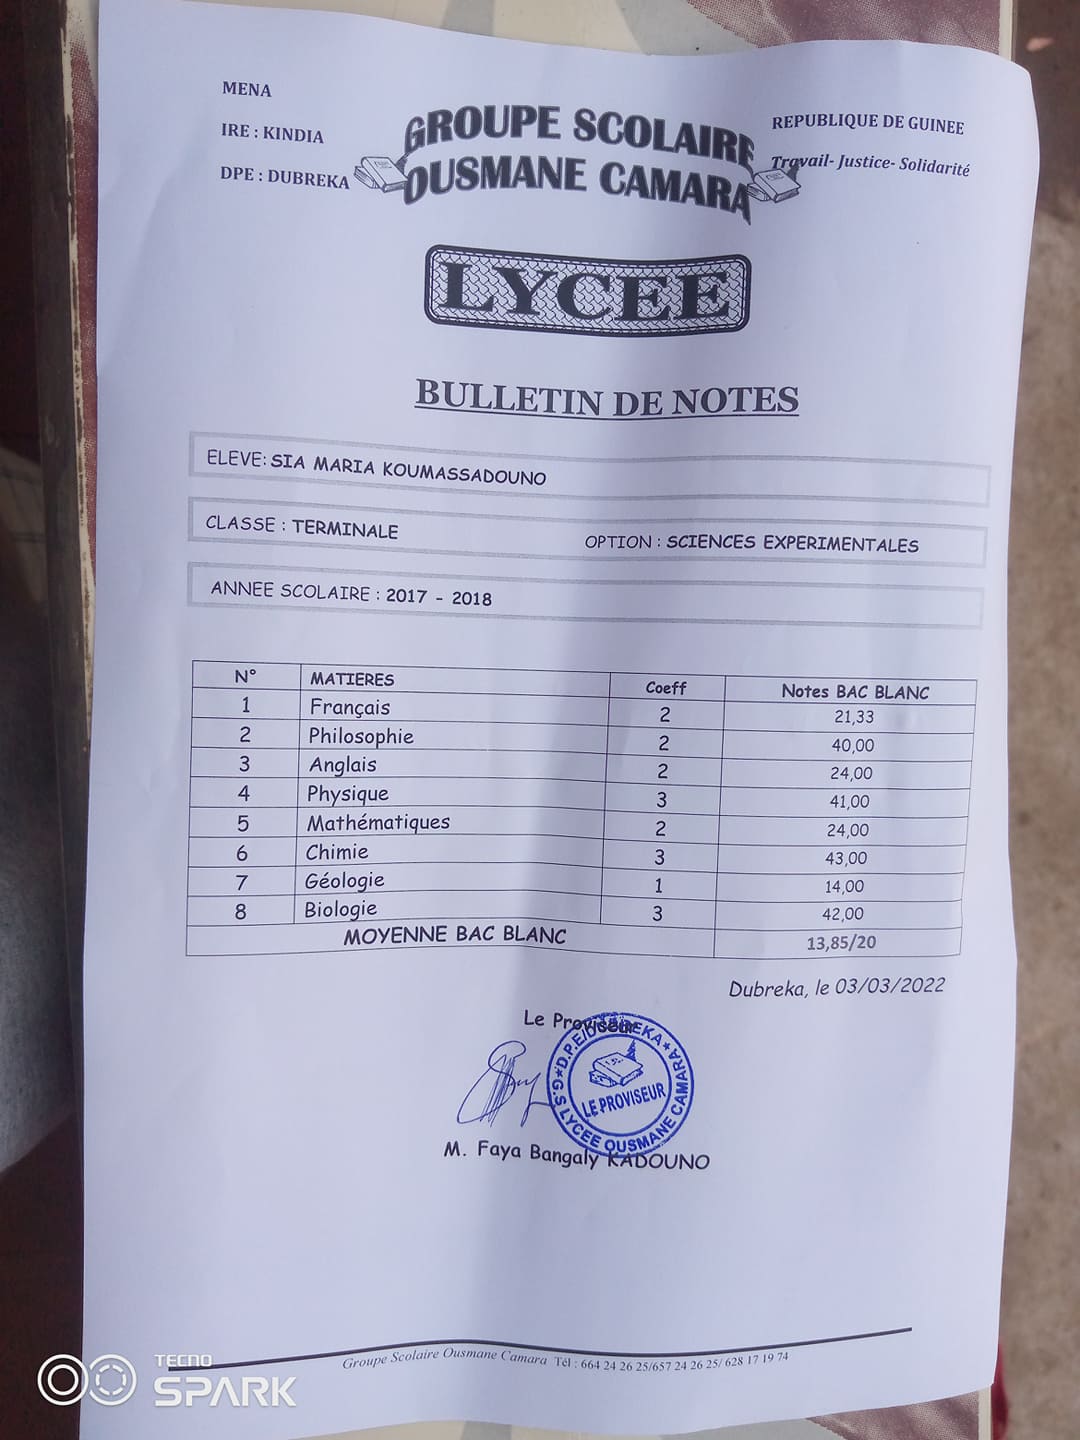 MENA
IRE : KINDIA
DPE : DUBREKA
GROUPE SCOLAIRE
OUSMANE CAMARA
REPUBLIQUE DE GUINEE
Travail- Justice- Solidarité
LYCEE
BULLETIN DE NOTES
ELEVE: SIA MARIA KOUMASSADOUNO
CLASSE : TERMINALE OPTION : SCIENCES EXPERIMENTALES
ANNEE SCOLAIRE : 2017 - 2018
N° MATIERES Coeff Notes BAC BLANC
1 Français 2 21,33
2 Philosophie 2 40,00
3 Anglais 2 24,00
4 Physique 3 41,00
5 Mathématiques 2 24,00
6 Chimie 3 43,00
7 Géologie 1 14,00
8 Biologie 3 42,00
MOYENNE BAC BLANC 13,85/20
Dubreka, le 03/03/2022
Le Proviseur
D.P.E/DUBREKA
LE PROVISEUR
G.S LYCEE OUSMANE CAMARA
M. Faya Bangaly KADOUNO
Groupe Scolaire Ousmane Camara Tél : 664 24 26 25/657 24 26 25/ 628 17 19 74
TECNO
SPARK